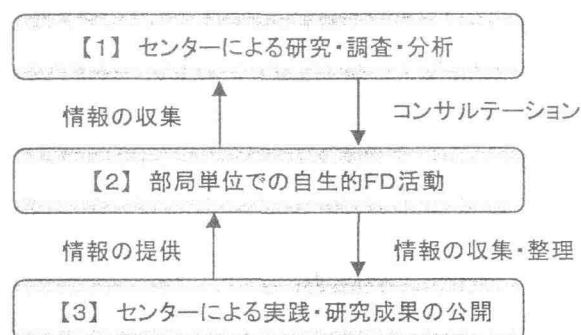 【1】 センターによる研究・調査・分析
情報の収集 コンサルテーション
【2】 部局単位での自生的FD活動
情報の提供 情報の収集・整理
【3】 センターによる実践・研究成果の公開